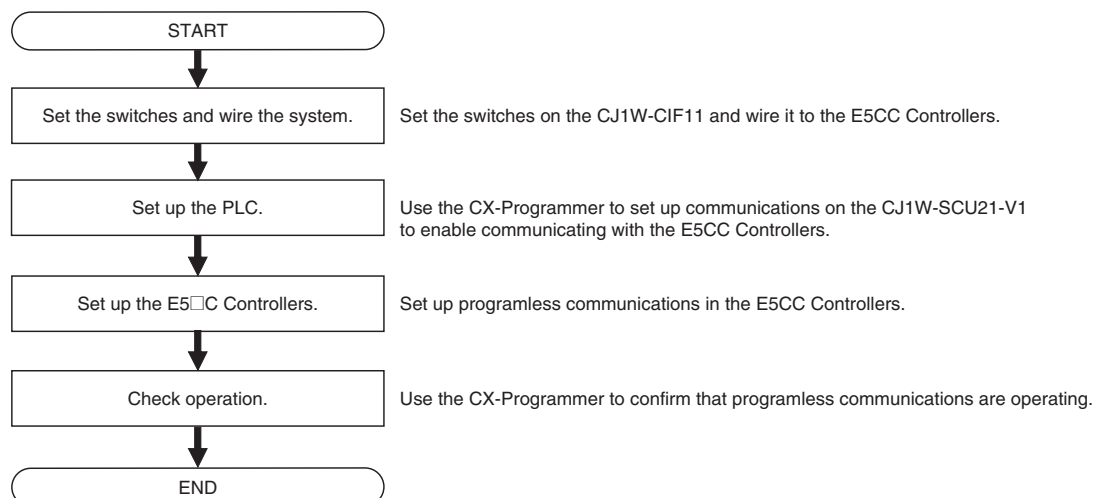 START
Set the switches and wire the system.
Set the switches on the CJ1W-CIF11 and wire it to the E5CC Controllers.
Set up the PLC.
Use the CX-Programmer to set up communications on the CJ1W-SCU21-V1
to enable communicating with the E5CC Controllers.
Set up the E5□C Controllers.
Set up programless communications in the E5CC Controllers.
Check operation.
Use the CX-Programmer to confirm that programless communications are operating.
END